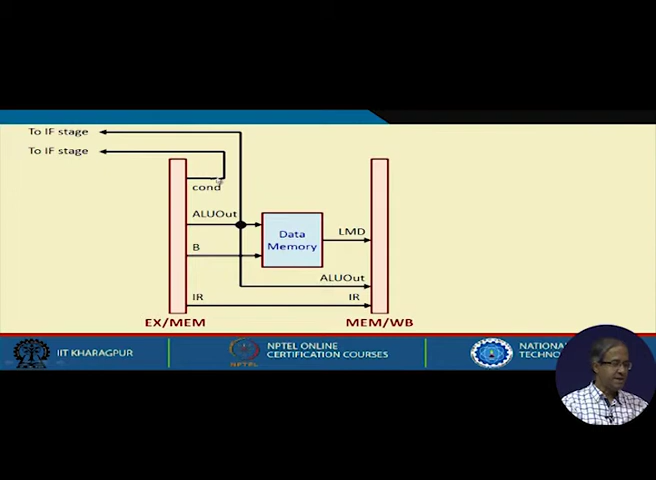 To IF stage
To IF stage
cond
ALUOut
B
Data
Memory
LMD
ALUOut
IR
IR
EX/MEM
MEM/WB
IIT KHARAGPUR
NPTEL
NPTEL ONLINE
CERTIFICATION COURSES
NATIONAL
TECHNO